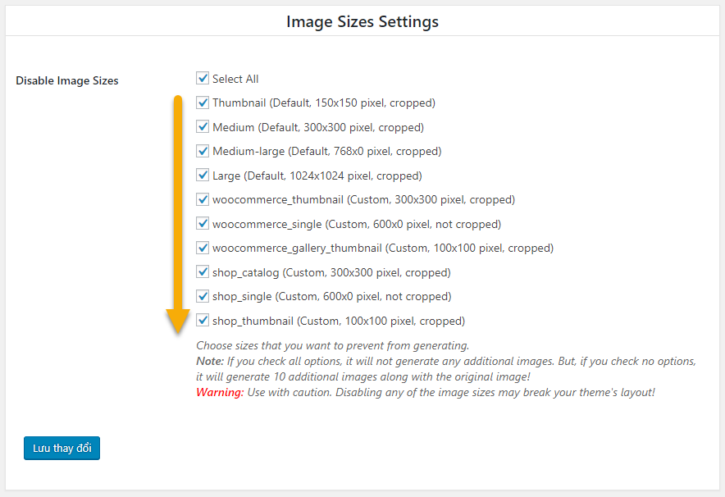 Image Sizes Settings
Disable Image Sizes
Select All
Thumbnail (Default, 150x150 pixel, cropped)
Medium (Default, 300x300 pixel, cropped)
Medium-large (Default, 768x0 pixel, cropped)
Large (Default, 1024x1024 pixel, cropped)
woocommerce_thumbnail (Custom, 300x300 pixel, cropped)
woocommerce_single (Custom, 600x0 pixel, not cropped)
woocommerce_gallery_thumbnail (Custom, 100x100 pixel, cropped)
shop_catalog (Custom, 300x300 pixel, cropped)
shop_single (Custom, 600x0 pixel, not cropped)
shop_thumbnail (Custom, 100x100 pixel, cropped)
Choose sizes that you want to prevent from generating.
Note: If you check all options, it will not generate any additional images. But, if you check no options,
it will generate 10 additional images along with the original image!
Warning: Use with caution. Disabling any of the image sizes may break your theme's layout!
Lưu thay đổi